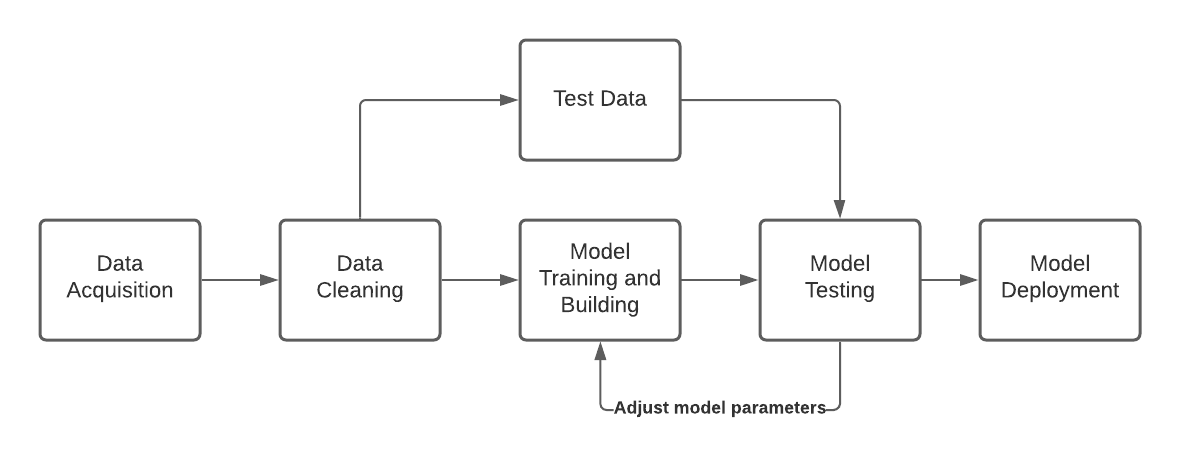 Test Data
Data
Acquisition
Data
Cleaning
Model
Training and
Building
Model
Testing
Model
Deployment
Adjust model parameters